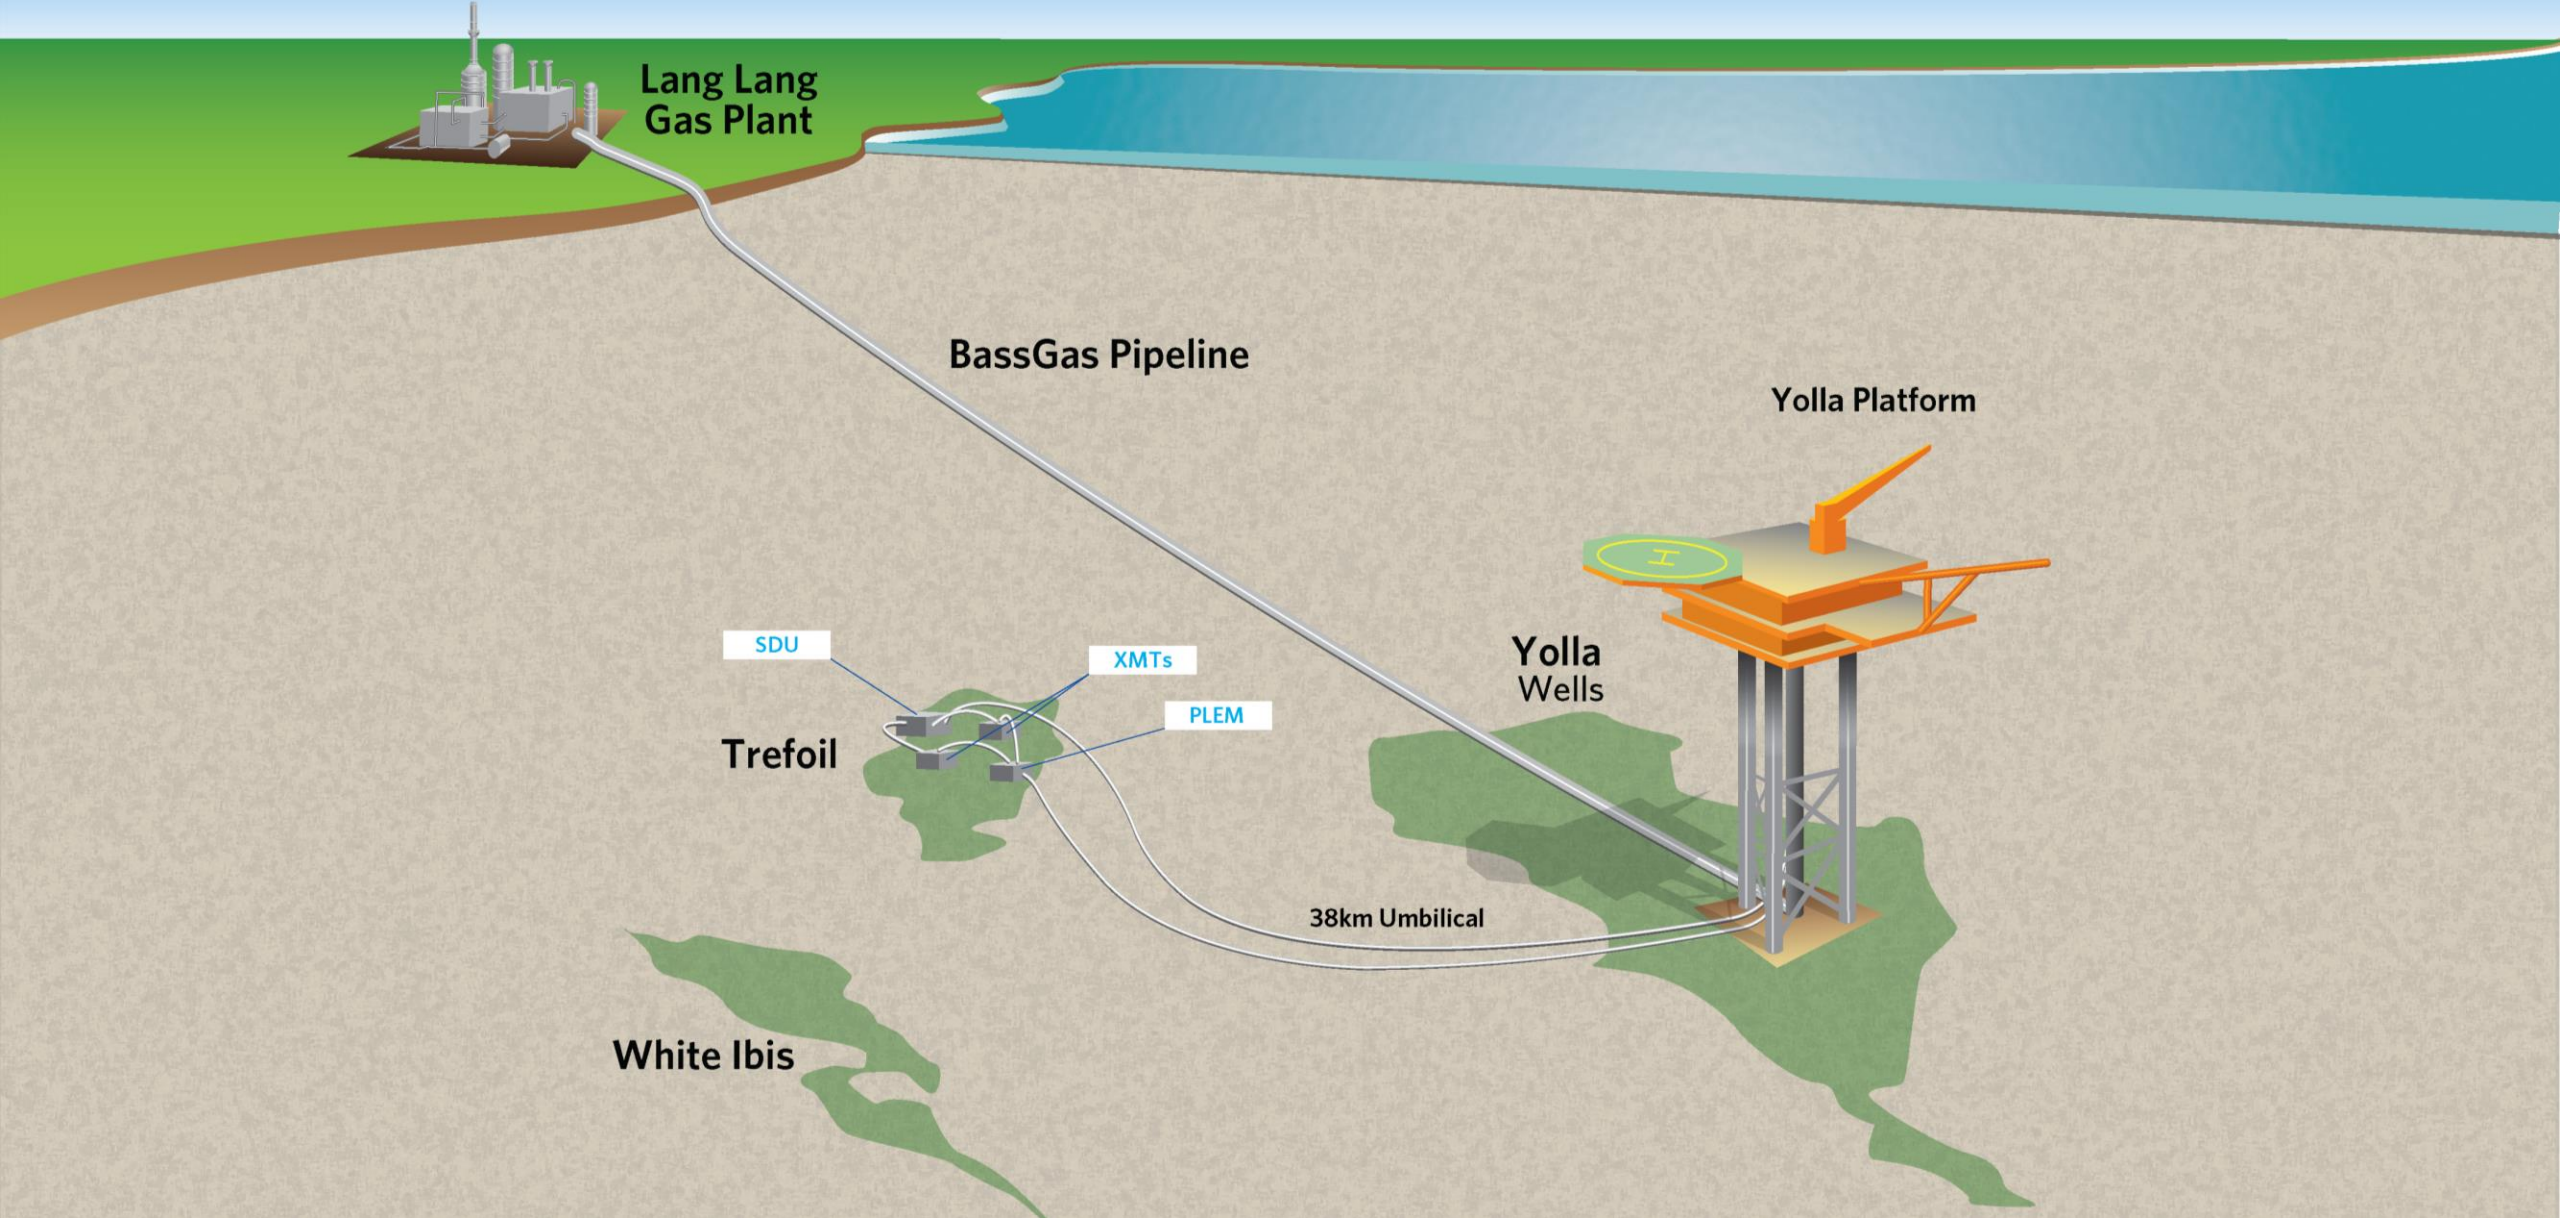 Lang Lang
Gas Plant
BassGas Pipeline
Yolla Platform
H
SDU
XMTs
Yolla
Wells
PLEM
Trefoil
38km Umbilical
White Ibis